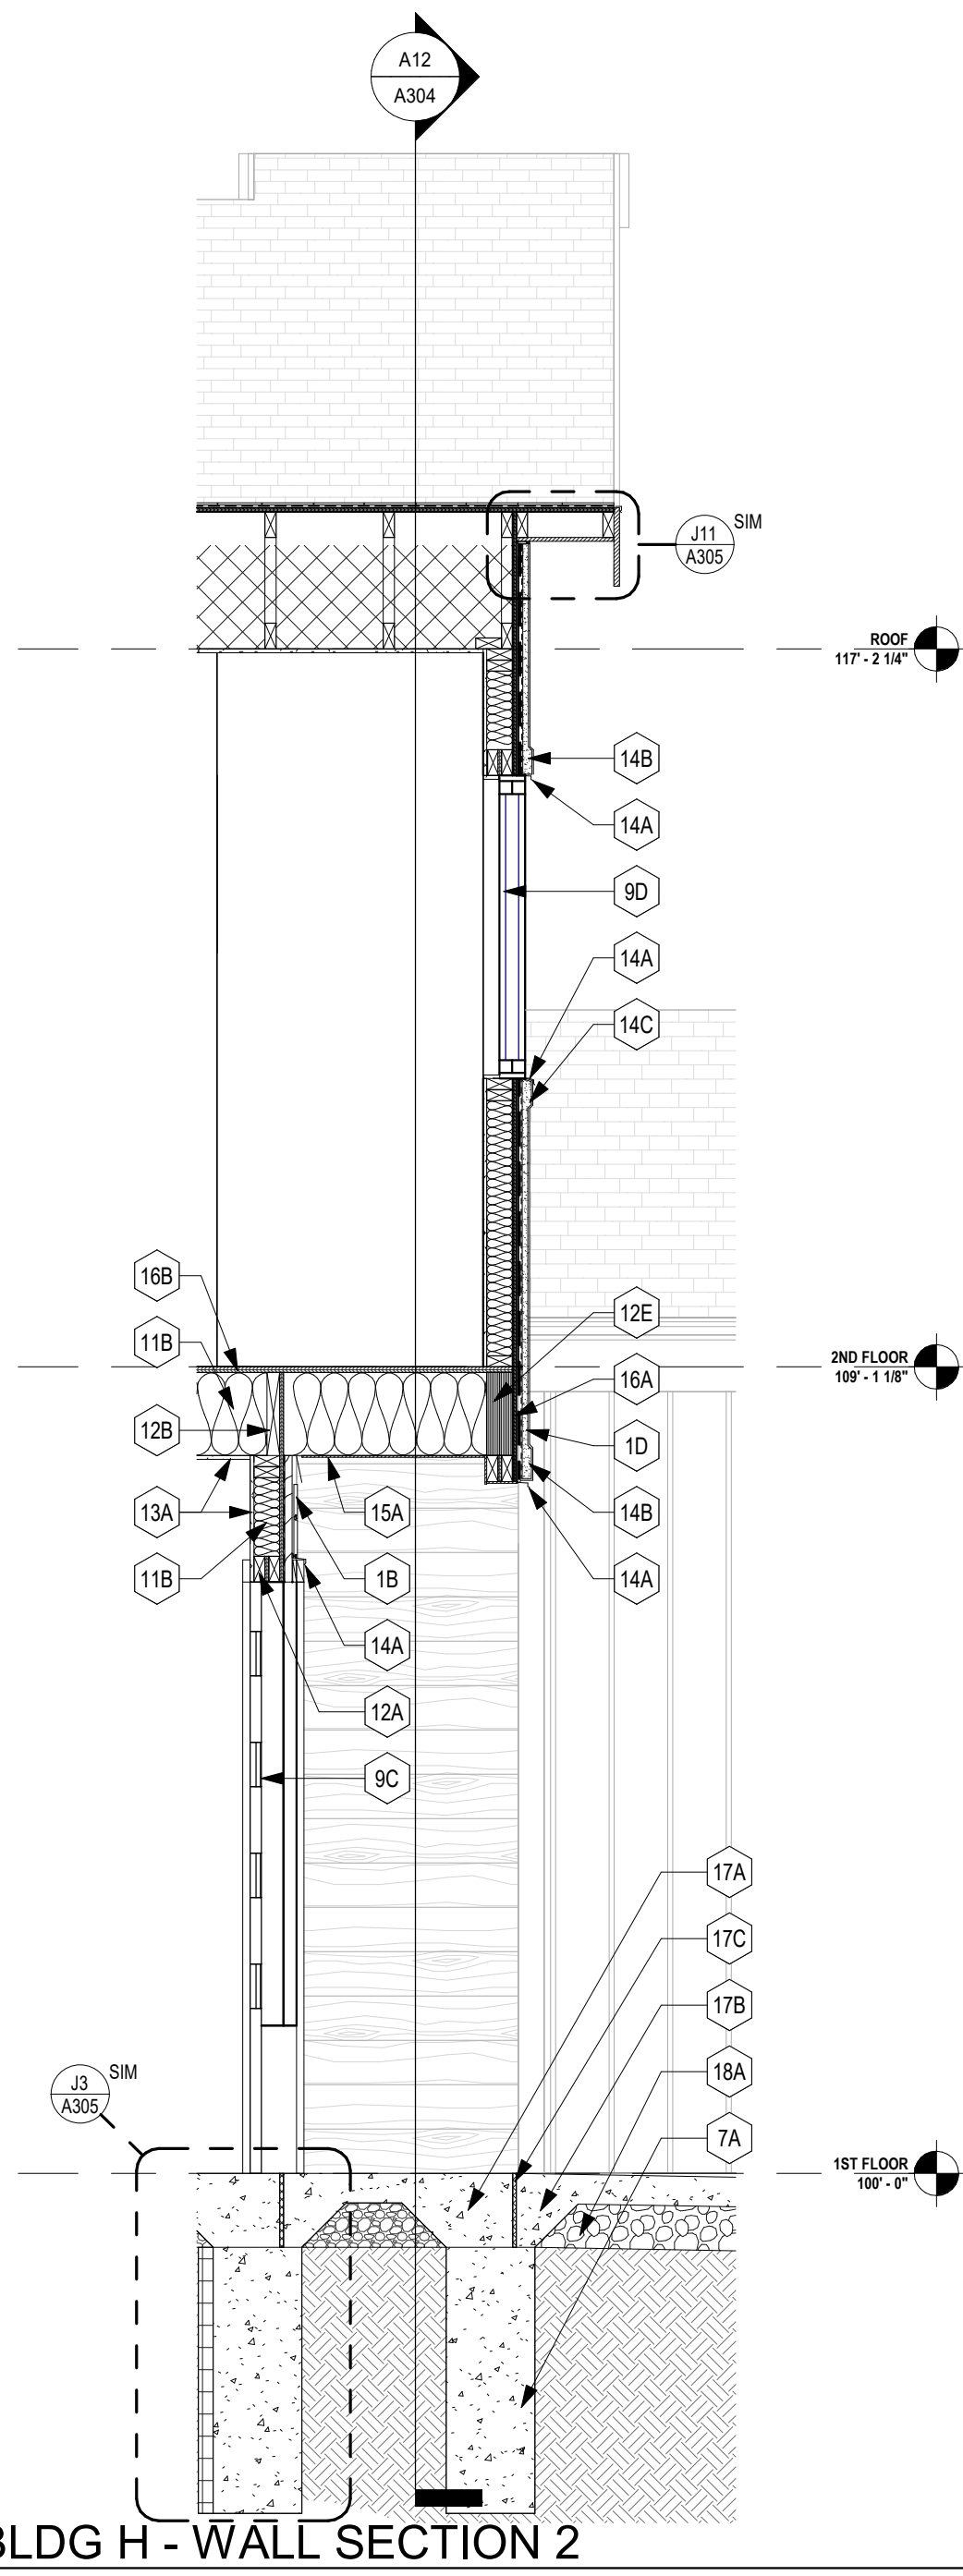 A12
A304
J11
A305
SIM
ROOF
117' - 2 1/4"
14B
14A
9D
14A
14C
16B
11B
12E
2ND FLOOR
109' - 1 1/8"
16A
12B
1D
13A
15A
14B
11B
1B
14A
14A
12A
9C
17A
17C
17B
18A
J3
A305
SIM
7A
1ST FLOOR
100' - 0"
BLDG H - WALL SECTION 2